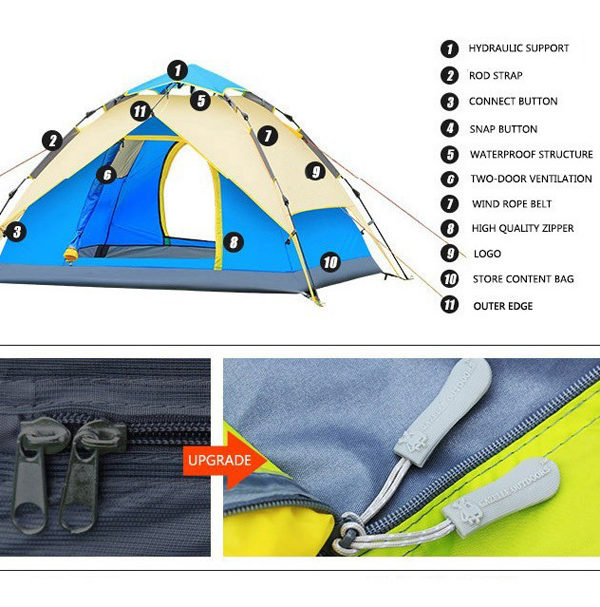 1 HYDRAULIC SUPPORT
2 ROD STRAP
3 CONNECT BUTTON
4 SNAP BUTTON
5 WATERPROOF STRUCTURE
6 TWO-DOOR VENTILATION
7 WIND ROPE BELT
8 HIGH QUALITY ZIPPER
9 LOGO
10 STORE CONTENT BAG
11 OUTER EDGE
1
5
11
2
7
6
9
3
8
10
UPGRADE